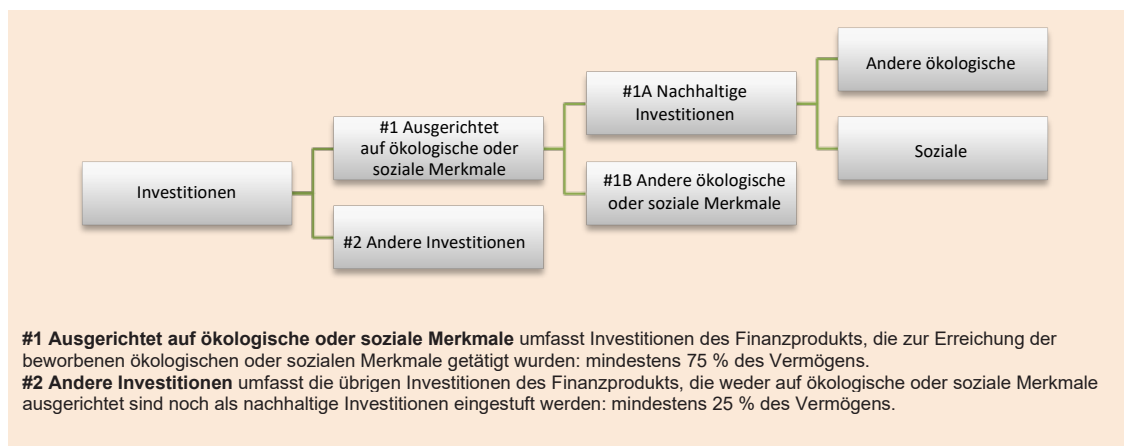 Investitionen
#1 Ausgerichtet
auf ökologische oder
soziale Merkmale
#2 Andere Investitionen
#1A Nachhaltige
Investitionen
#1B Andere ökologische
oder soziale Merkmale
Andere ökologische
Soziale
#1 Ausgerichtet auf ökologische oder soziale Merkmale umfasst Investitionen des Finanzprodukts, die zur Erreichung der
beworbenen ökologischen oder sozialen Merkmale getätigt wurden: mindestens 75 % des Vermögens.
#2 Andere Investitionen umfasst die übrigen Investitionen des Finanzprodukts, die weder auf ökologische oder soziale Merkmale
ausgerichtet sind noch als nachhaltige Investitionen eingestuft werden: mindestens 25 % des Vermögens.